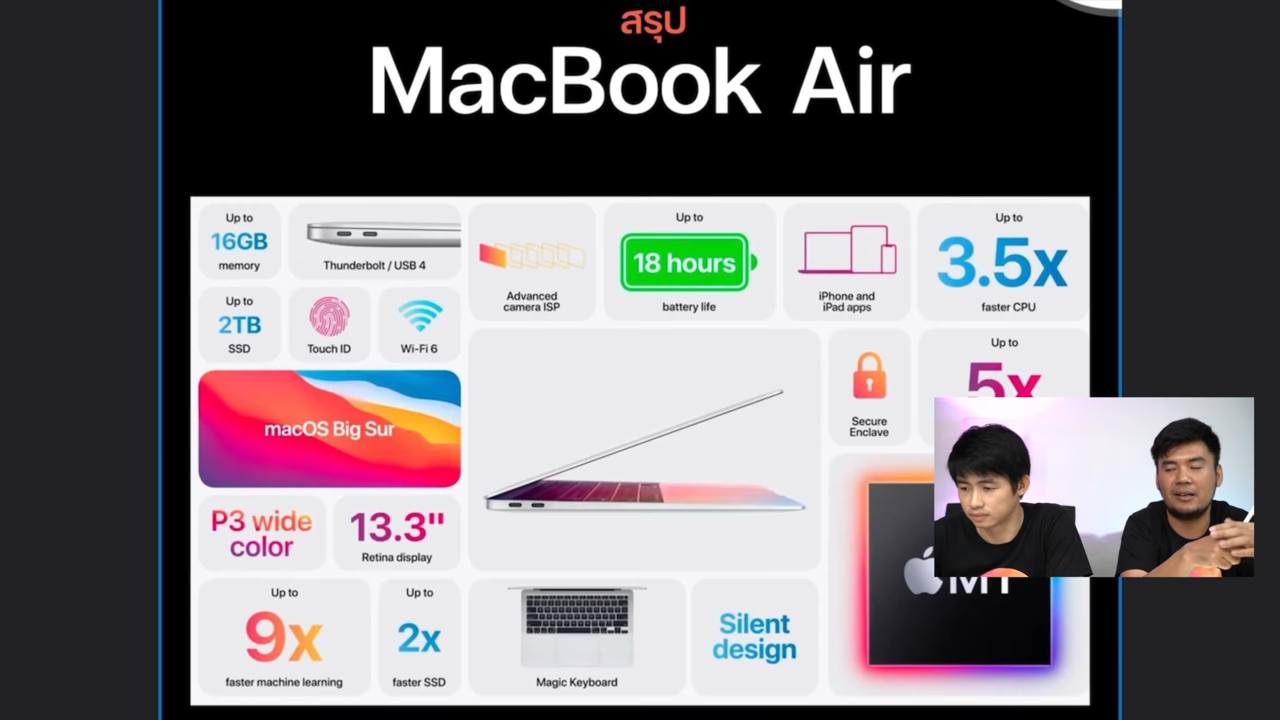 สรุป
MacBook Air
Up to
16GB
memory
Thunderbolt / USB 4
Advanced
camera ISP
Up to
18 hours
battery life
iPhone and
iPad apps
Up to
3.5x
faster CPU
Up to
2TB
SSD
Touch ID
Wi-Fi 6
macOS Big Sur
Secure
Enclave
Up to
5x
P3 wide
color
13.3"
Retina display
M1
Up to
9x
faster machine learning
Up to
2x
faster SSD
Magic Keyboard
Silent
design